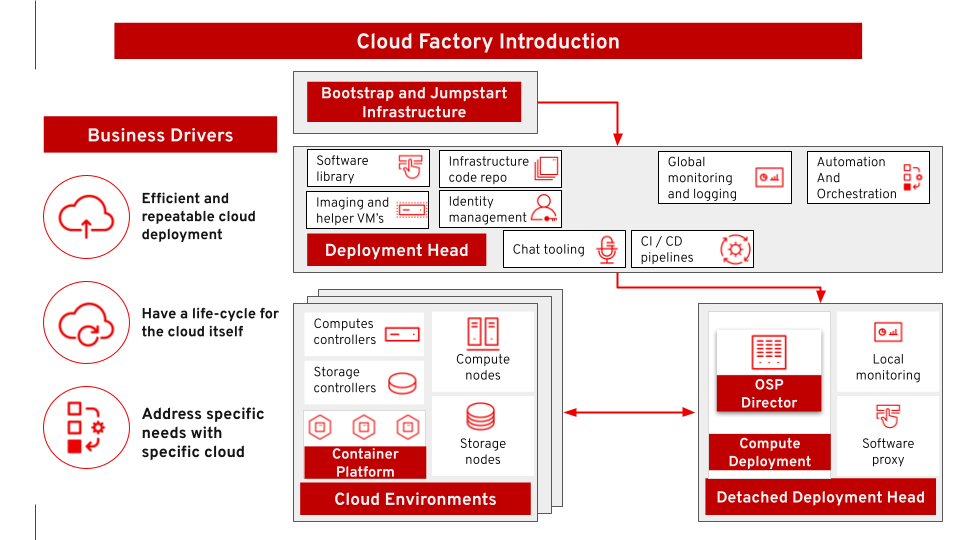 Cloud Factory Introduction
Business Drivers
Efficient and
repeatable cloud
deployment
Have a life-cycle for
the cloud itself
Address specific
needs with
specific cloud
Bootstrap and Jumpstart
Infrastructure
Software
library
Infrastructure
code repo
Global
monitoring
and logging
Automation
And
Orchestration
Imaging and
helper VM's
Identity
management
Deployment Head
Chat tooling
CI / CD
pipelines
Computes
controllers
Storage
controllers
Container
Platform
Compute
nodes
Storage
nodes
Cloud Environments
OSP
Director
Compute
Deployment
Local
monitoring
Software
proxy
Detached Deployment Head